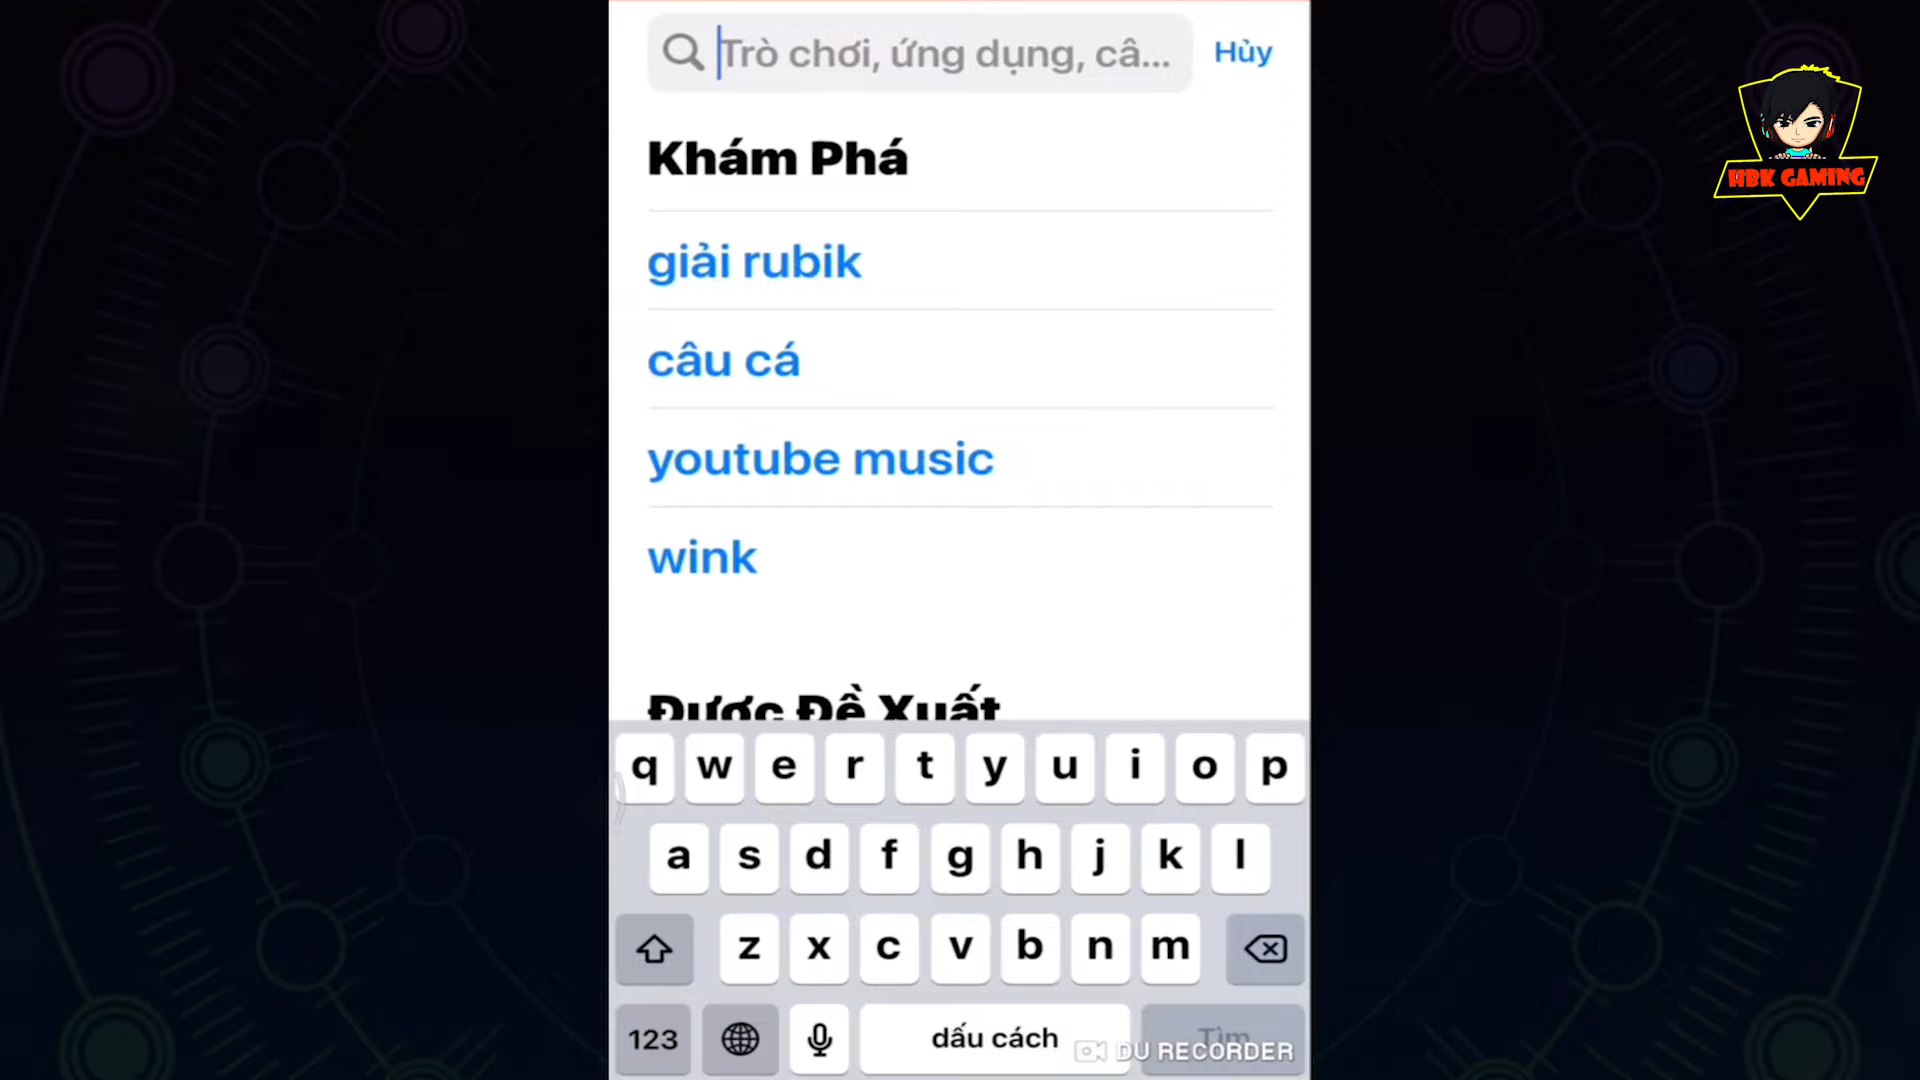 Trò chơi, ứng dụng, câ...
Hủy
HBK GAMING
Khám Phá
giải rubik
câu cá
youtube music
wink
Được Đề Xuất
q w e r t y u i o p
a s d f g h j k l
z x c v b n m
123
dấu cách
Tìm
DU RECORDER